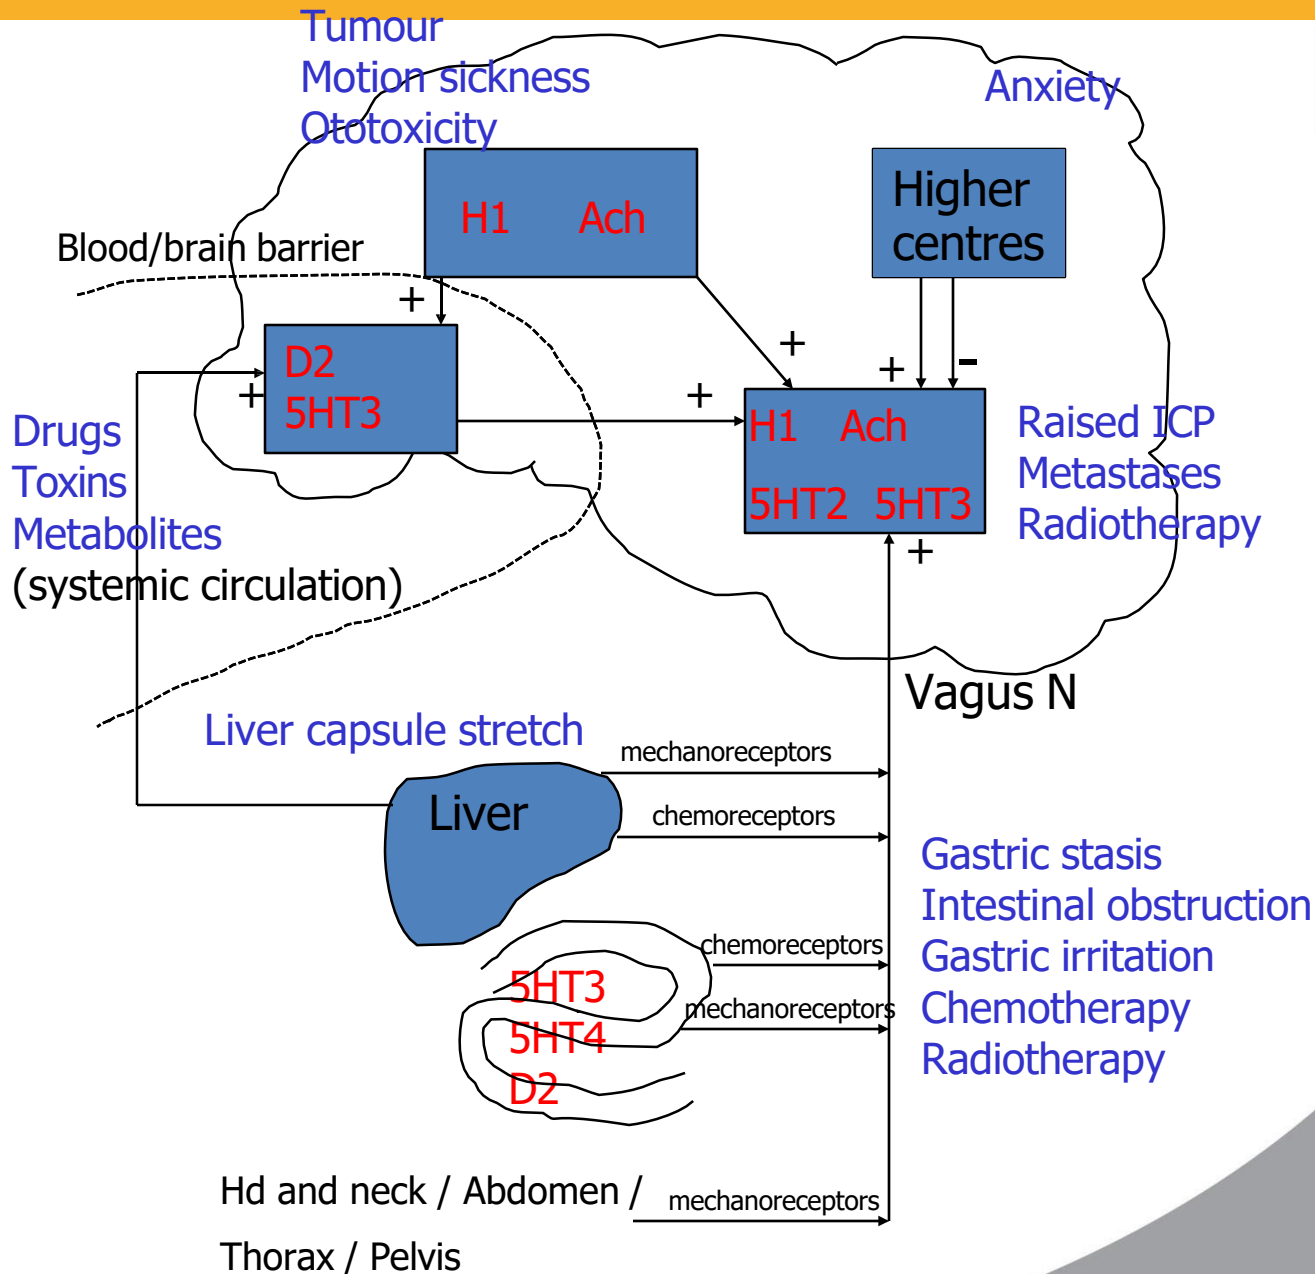 Tumour
Motion sickness
Ototoxicity
Anxiety
H1 Ach
Higher
centres
Blood/brain barrier
+
+
+
-
D2
5HT3
+
+
H1 Ach
5HT2 5HT3
+
Raised ICP
Metastases
Radiotherapy
Drugs
Toxins
Metabolites
(systemic circulation)
Vagus N
Liver capsule stretch
mechanoreceptors
Liver
chemoreceptors
Gastric stasis
Intestinal obstruction
Gastric irritation
Chemotherapy
Radiotherapy
chemoreceptors
5HT3
mechanoreceptors
5HT4
D2
Hd and neck / Abdomen /
Thorax / Pelvis
mechanoreceptors